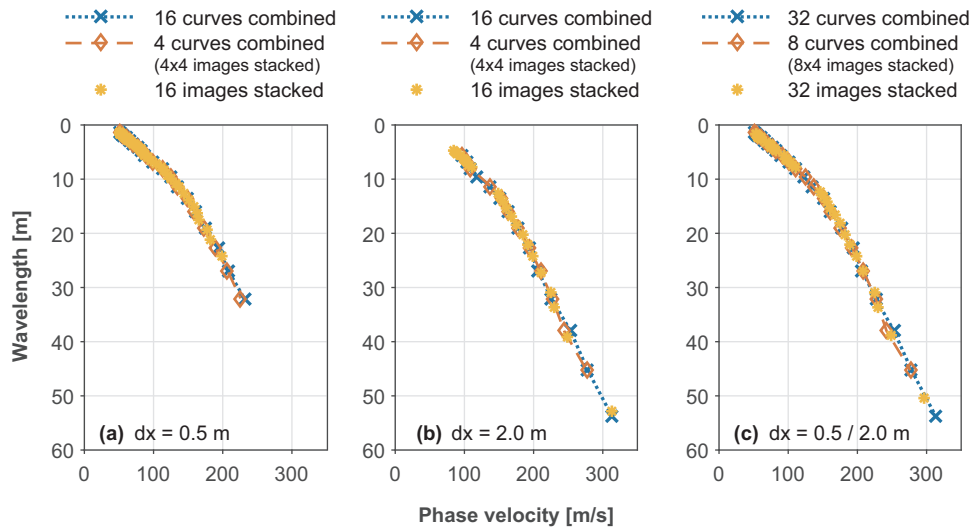 16 curves combined
4 curves combined
(4x4 images stacked)
16 images stacked
16 curves combined
4 curves combined
(4x4 images stacked)
16 images stacked
32 curves combined
8 curves combined
(8x4 images stacked)
32 images stacked
Wavelength [m]
0
10
20
30
40
50
60
(a) dx = 0.5 m
0 100 200 300
0
10
20
30
40
50
60
(b) dx = 2.0 m
0 100 200 300
0
10
20
30
40
50
60
(c) dx = 0.5 / 2.0 m
0 100 200 300
Phase velocity [m/s]